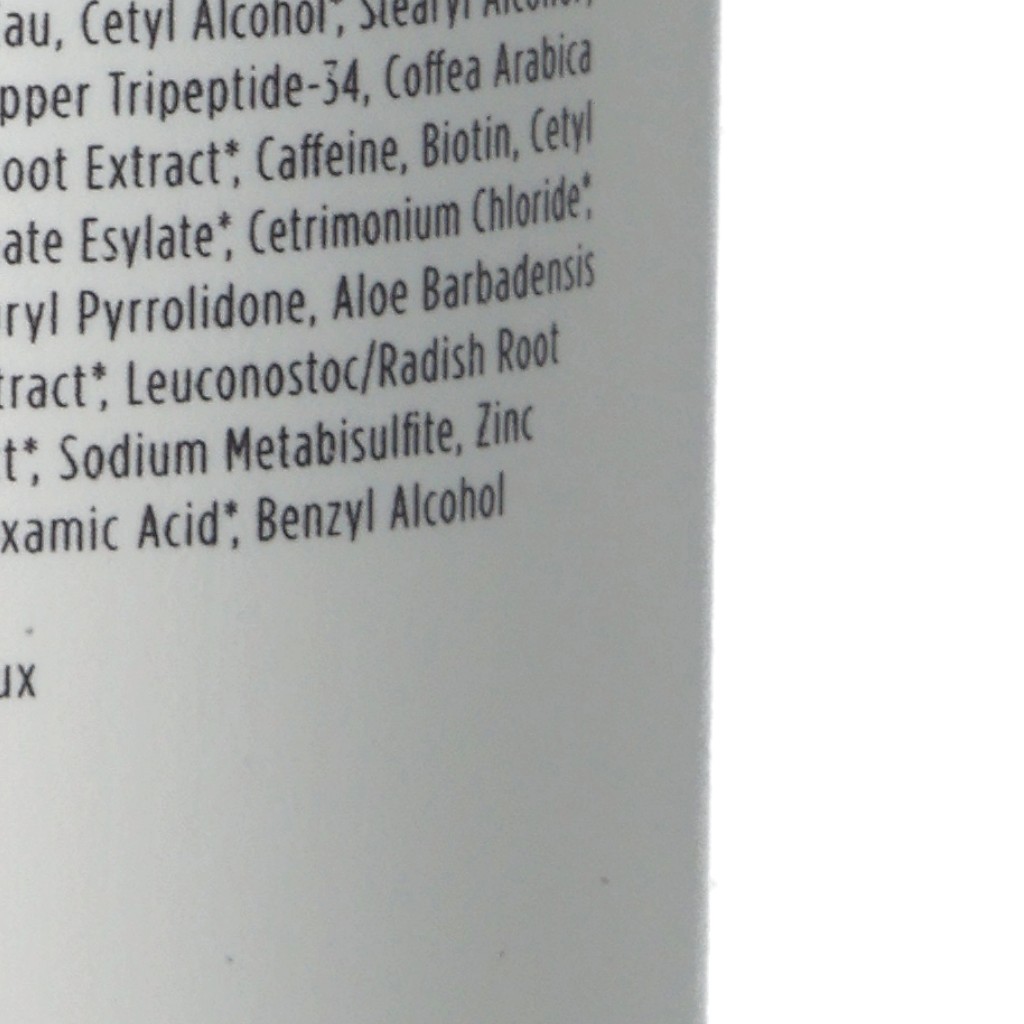 au, Cetyl Alcohol*, Stearyl Alcohol,
pper Tripeptide-34, Coffea Arabica
oot Extract*, Caffeine, Biotin, Cetyl
ate Esylate*, Cetrimonium Chloride*,
ryl Pyrrolidone, Aloe Barbadensis
tract*, Leuconostoc/Radish Root
t*, Sodium Metabisulfite, Zinc
xamic Acid*, Benzyl Alcohol
ux